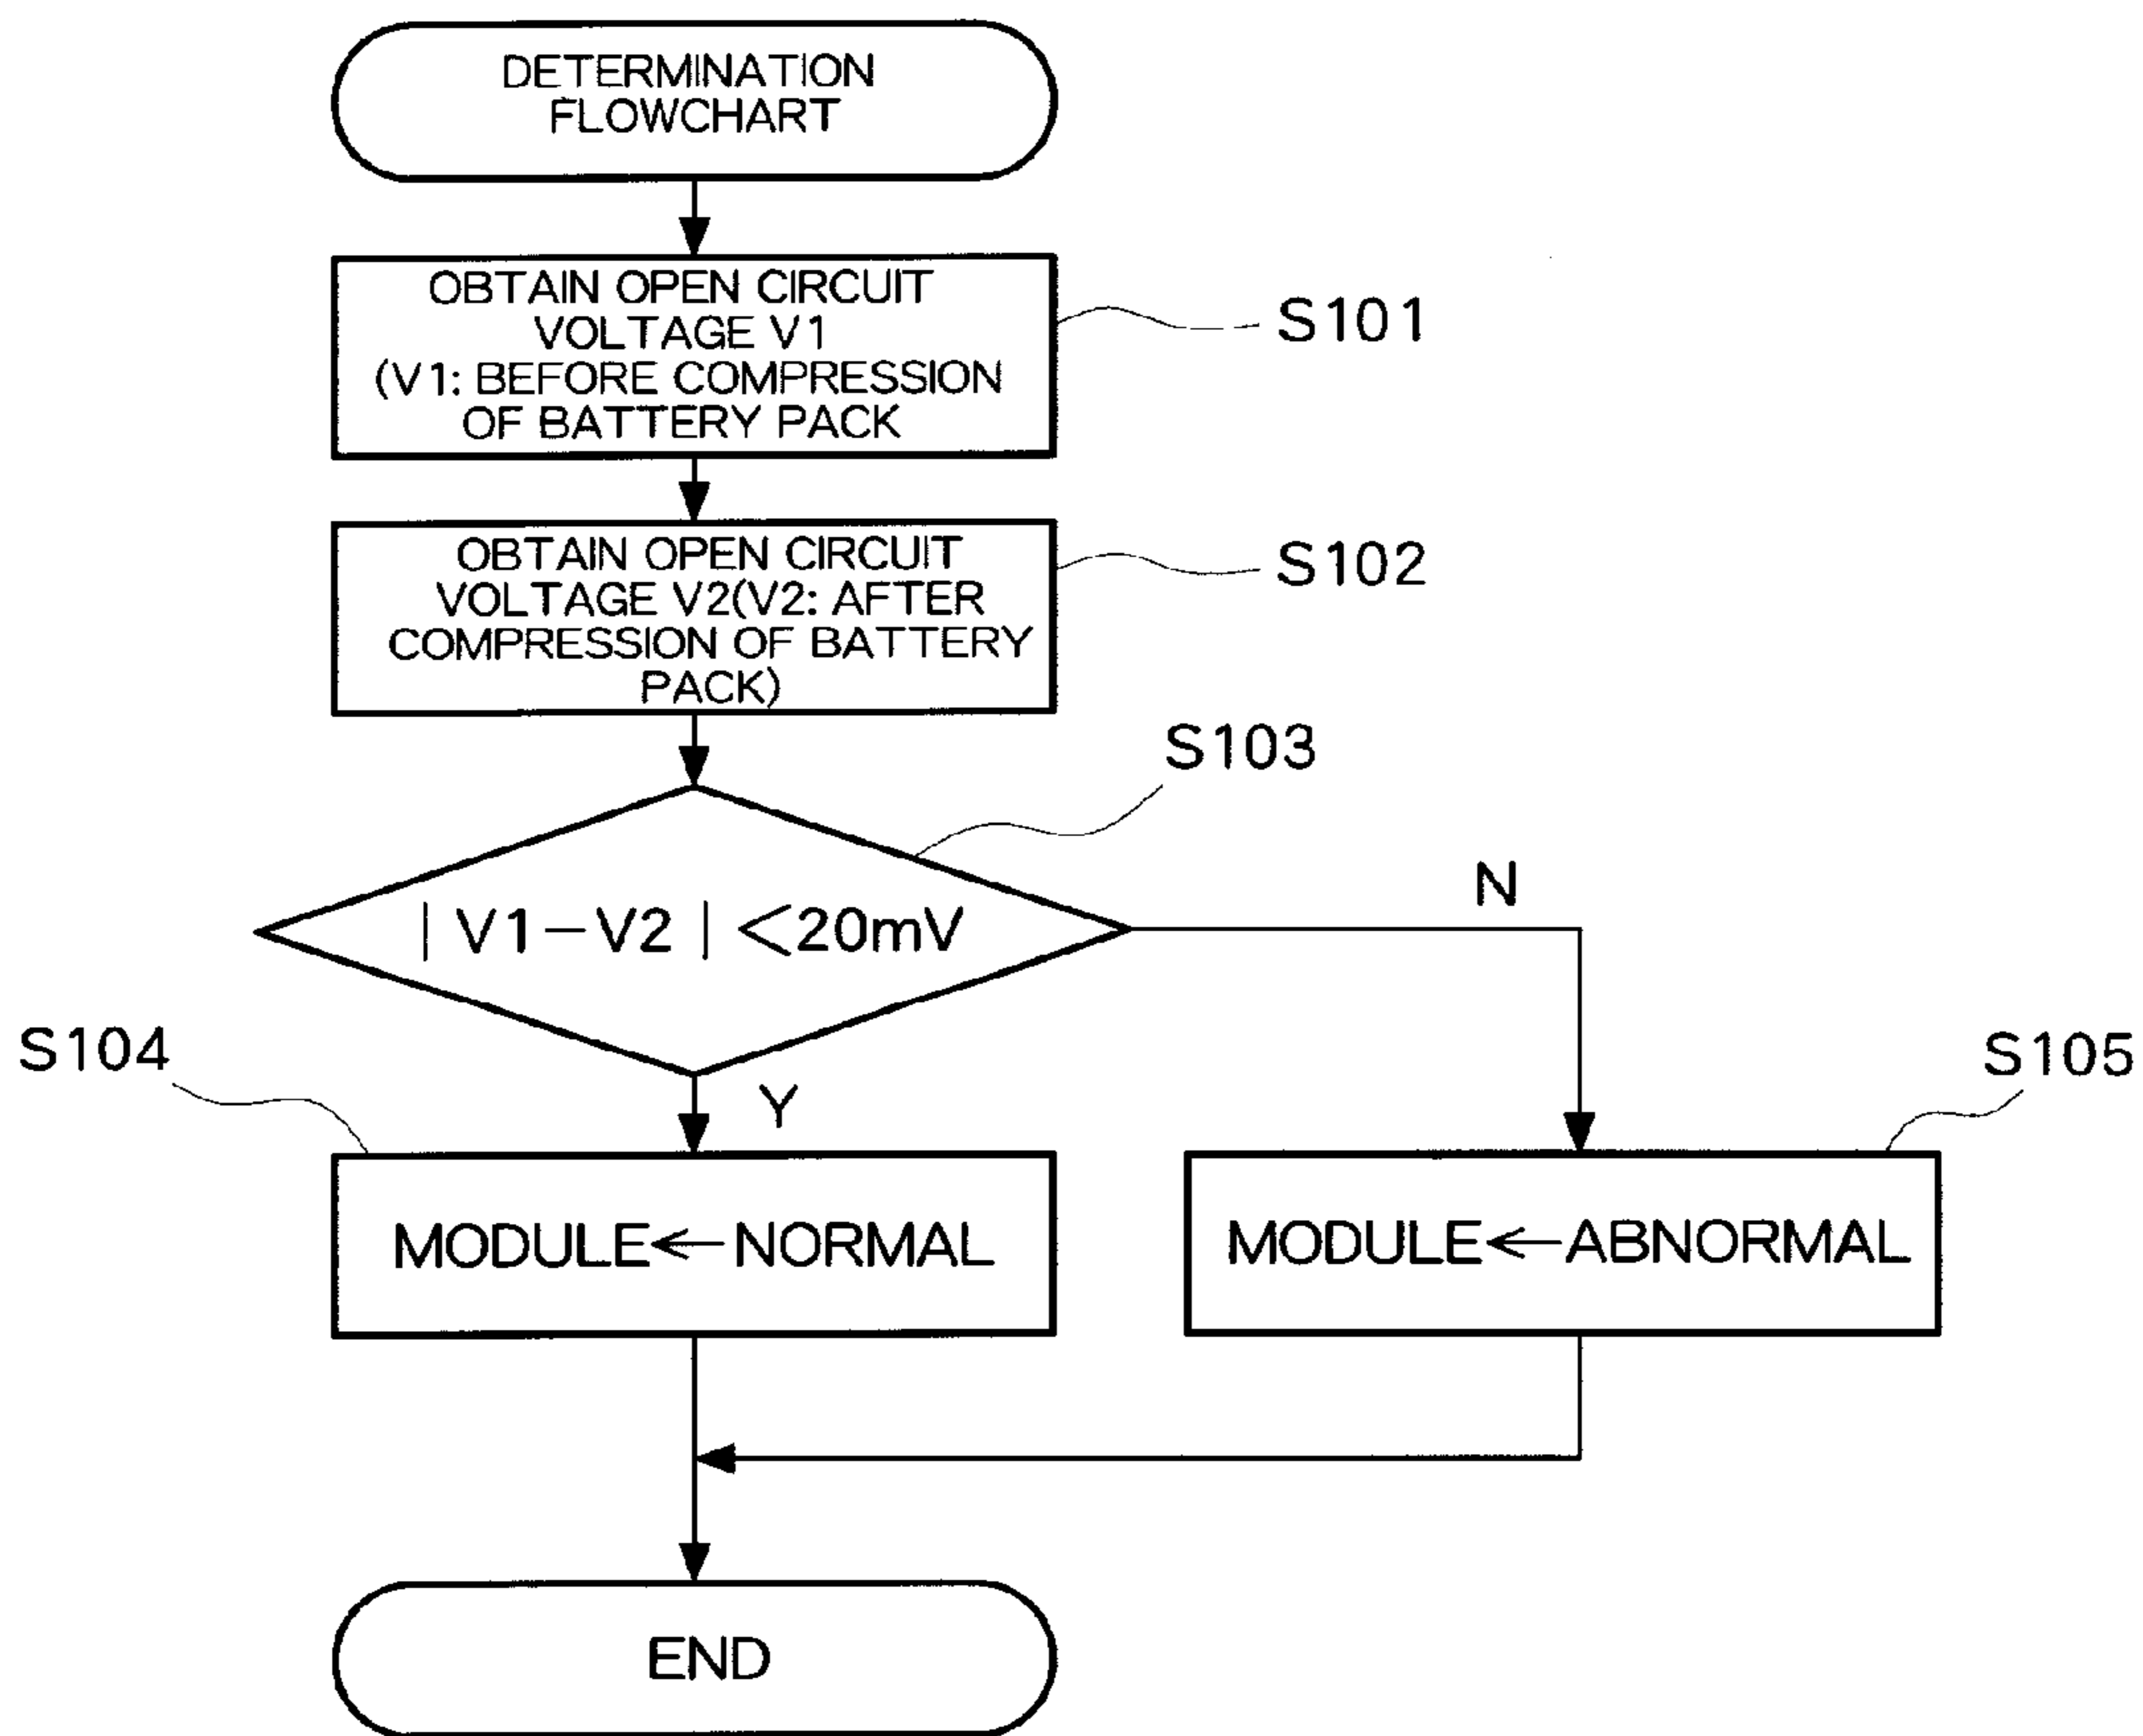 DETERMINATION
FLOWCHART
OBTAIN OPEN CIRCUIT
VOLTAGE V1
(V1: BEFORE COMPRESSION
OF BATTERY PACK
S101
OBTAIN OPEN CIRCUIT
VOLTAGE V2(V2: AFTER
COMPRESSION OF BATTERY
PACK)
S102
S103
|V1−V2|<20mV
N
Y
S104
MODULE←NORMAL
S105
MODULE←ABNORMAL
END